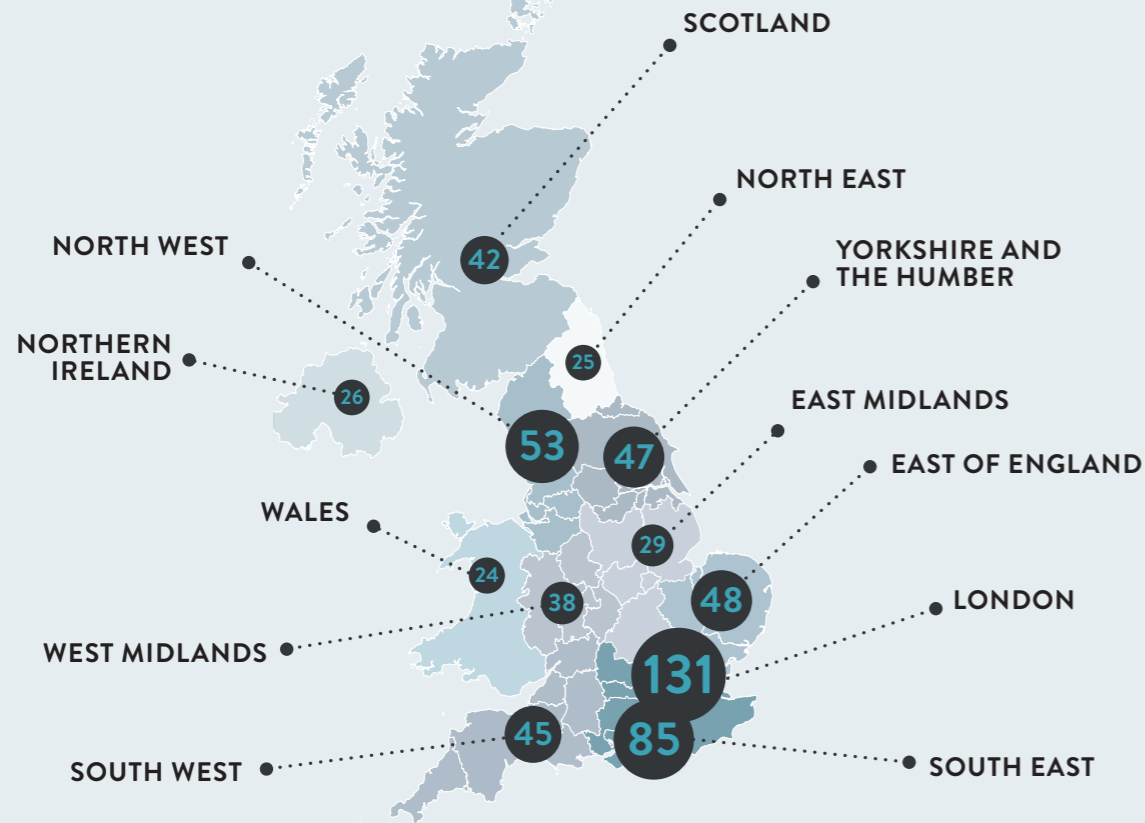 SCOTLAND
NORTH EAST
NORTH WEST
YORKSHIRE AND
THE HUMBER
42
NORTHERN
IRELAND
25
26
EAST MIDLANDS
53
47
EAST OF ENGLAND
WALES
29
24
38
48
LONDON
WEST MIDLANDS
131
45
85
SOUTH WEST
SOUTH EAST